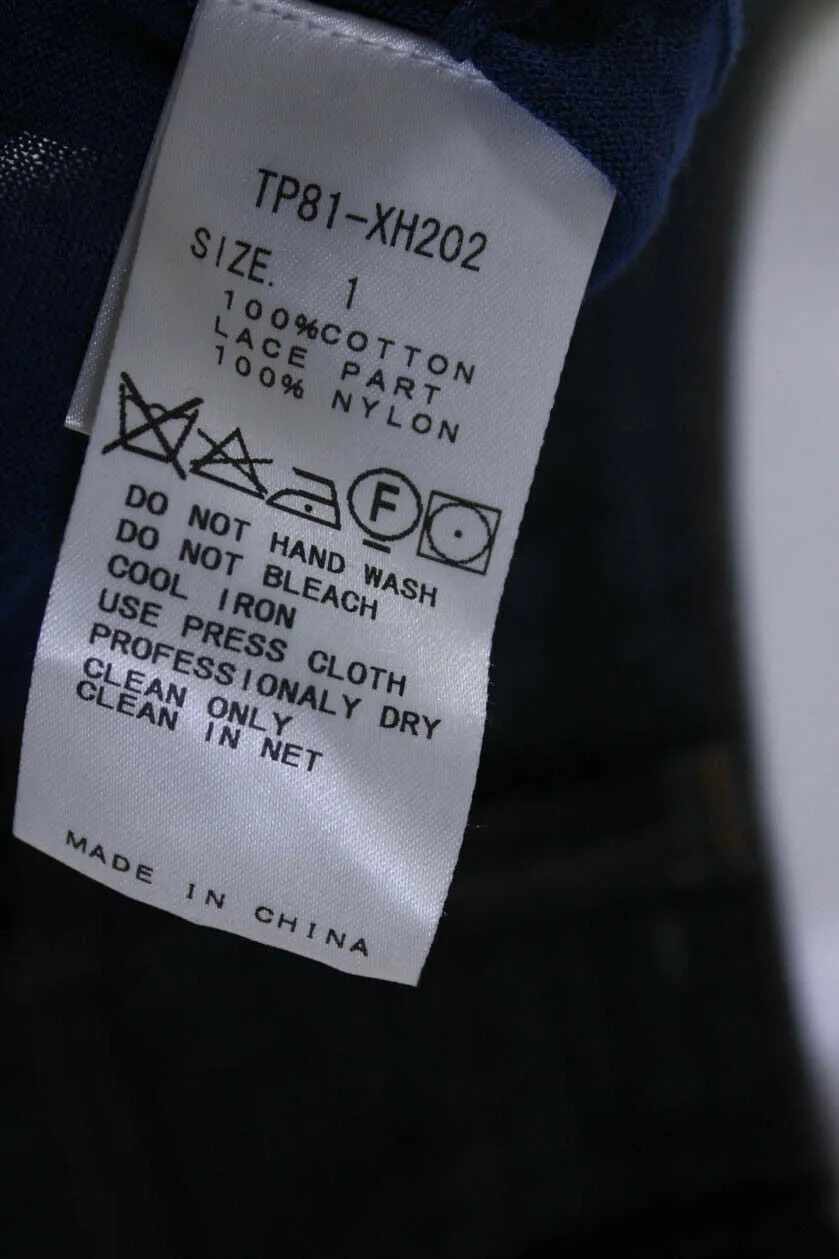 TP81-XH202
SIZE. 1
100%COTTON
LACE PART
100% NYLON
F
DO NOT HAND WASH
DO NOT BLEACH
COOL IRON
USE PRESS CLOTH
PROFESSIONALY DRY
CLEAN ONLY
CLEAN IN NET
MADE IN CHINA